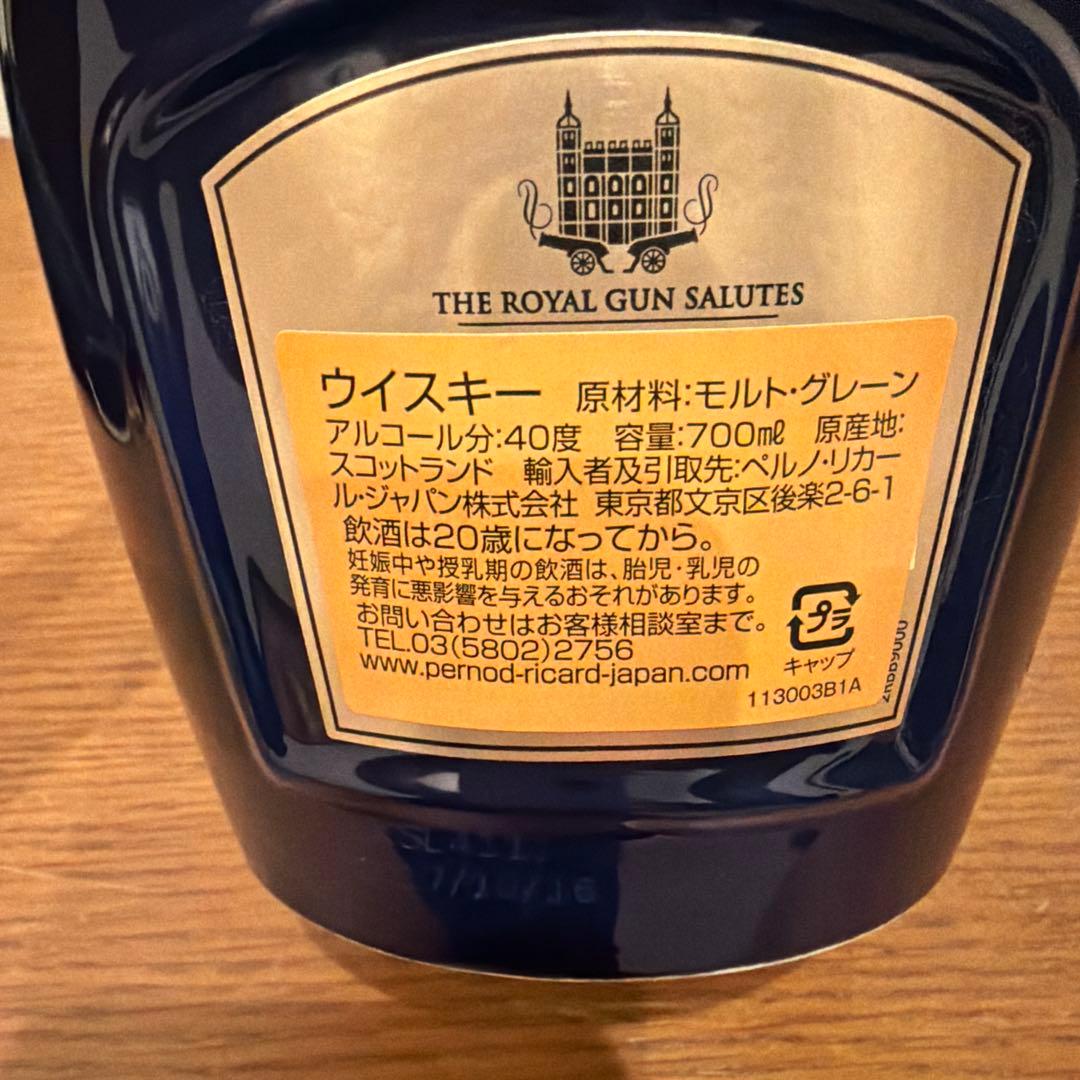 THE ROYAL GUN SALUTES
ウイスキー 原材料:モルト・グレーン
アルコール分:40度 容量:700㎖ 原産地:
スコットランド 輸入者及引取先:ペルノ・リカー
ル・ジャパン株式会社 東京都文京区後楽2-6-1
飲酒は20歳になってから。
妊娠中や授乳期の飲酒は、胎児・乳児の
発育に悪影響を与えるおそれがあります。
お問い合わせはお客様相談室まで。
TEL.03(5802)2756
www.pernod-ricard-japan.com
プラ
キャップ
113003B1A